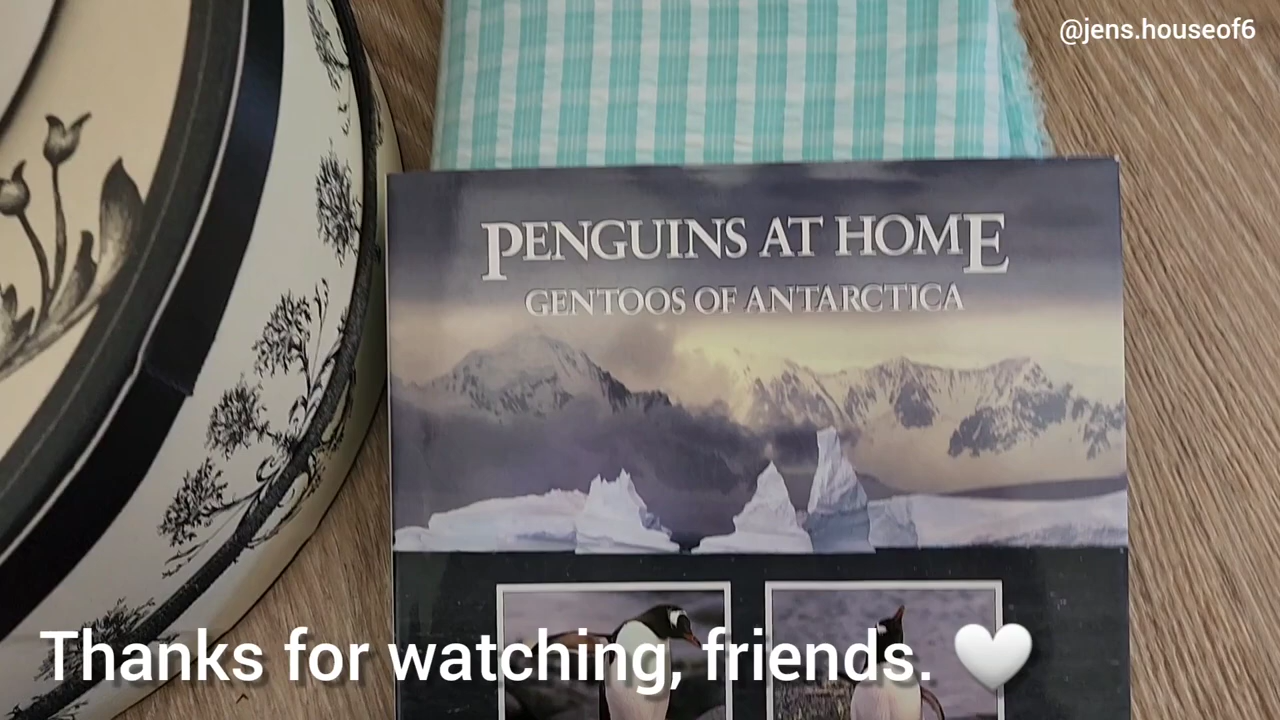 @jens.houseof6
PENGUINS AT HOME
GENTOOS OF ANTARCTICA
Thanks for watching, friends. 🤍